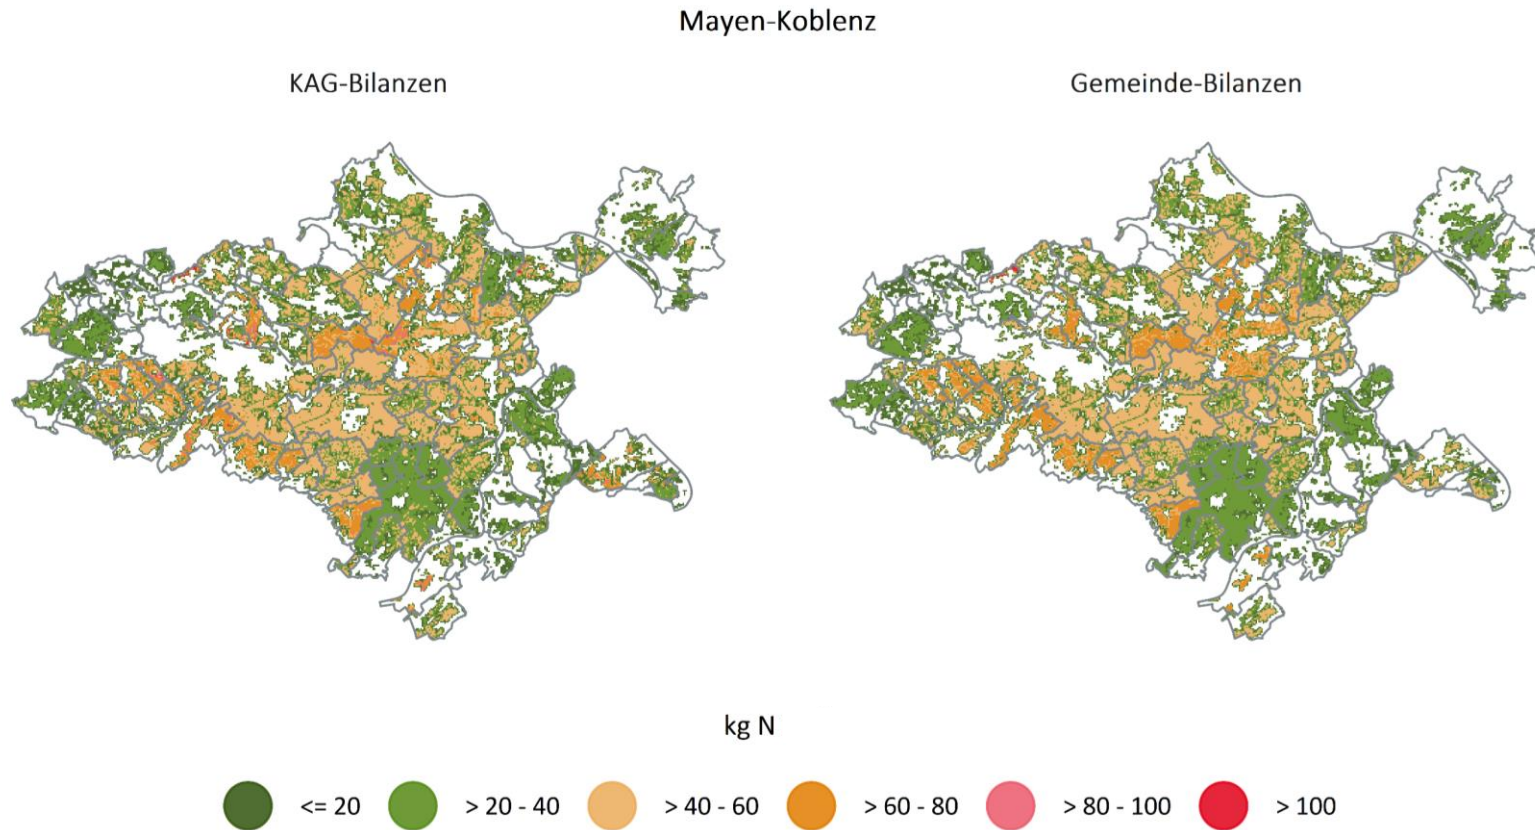 Mayen-Koblenz
KAG-Bilanzen
Gemeinde-Bilanzen
kg N
<= 20
> 20 - 40
> 40 - 60
> 60 - 80
> 80 - 100
> 100